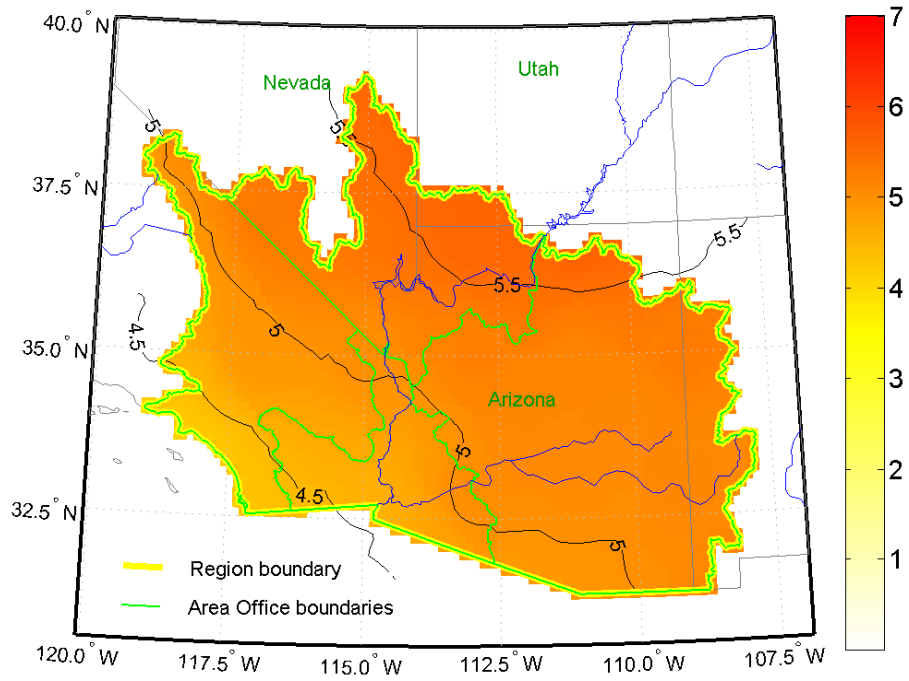 40.0° N
37.5° N
35.0° N
32.5° N
120.0° W
117.5° W
115.0° W
112.5° W
110.0° W
107.5° W
Nevada
Utah
Arizona
5
5.5
5.5
5.5
4.5
5
5
4.5
5
Region boundary
Area Office boundaries
7
6
5
4
3
2
1